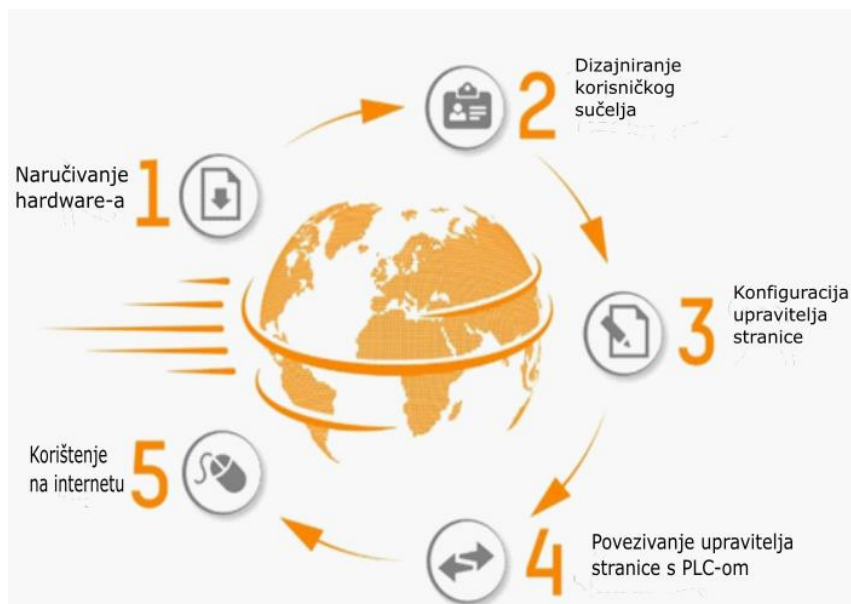 1
Naručivanje
hardware-a
2
Dizajniranje
korisničkog
sučelja
3
Konfiguracija
upravitelja
stranice
4
Povezivanje upravitelja
stranice s PLC-om
5
Korištenje
na internetu